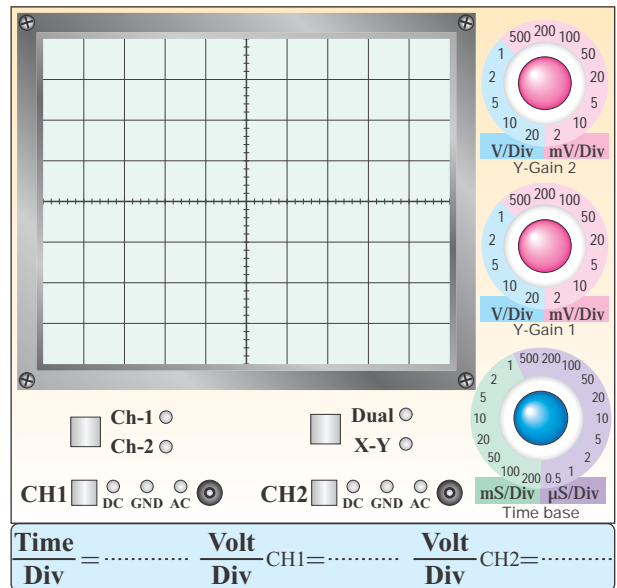 500 200 100
1 50
2 20
5 5
10 10
20 2
V/Div mV/Div
Y-Gain 2
500 200 100
1 50
2 20
5 5
10 10
20 2
V/Div mV/Div
Y-Gain 1
500 200 100
1 50
2 20
5 10
10 5
20 2
50 1
100 200 0.5
mS/Div µS/Div
Time base
Ch-1
Ch-2
Dual
X-Y
CH1 DC GND AC
CH2 DC GND AC
Time/Div = ............ Volt/Div CH1=.......... Volt/Div CH2=..........